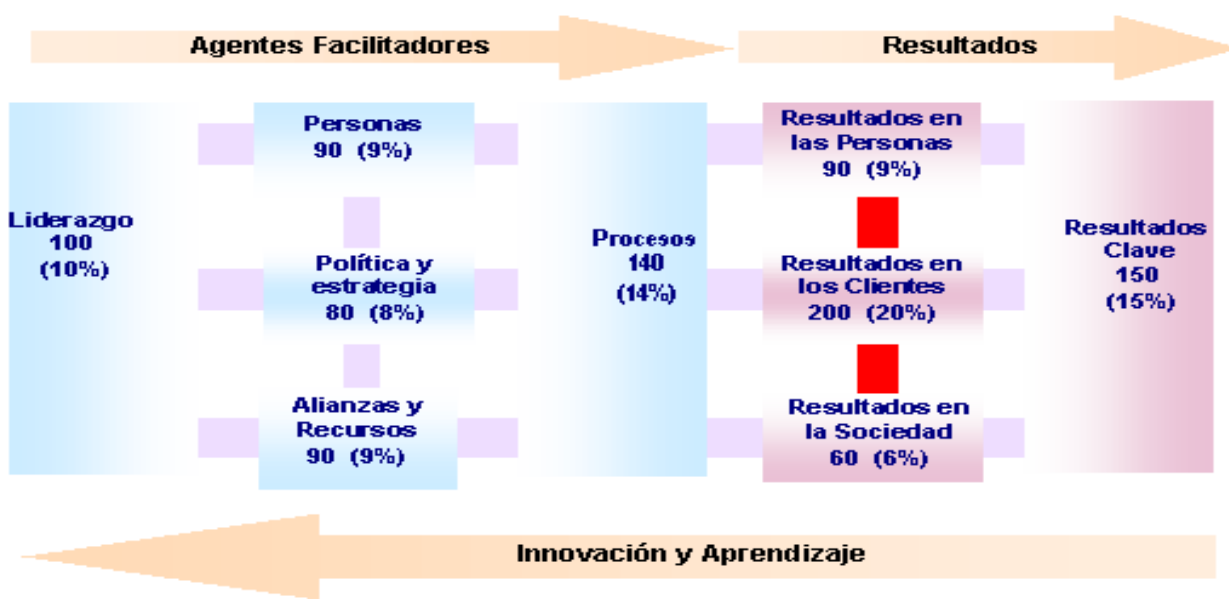 Agentes Facilitadores
Resultados
Liderazgo
100
(10%)
Personas
90 (9%)
Política y
estrategia
80 (8%)
Alianzas y
Recursos
90 (9%)
Procesos
140
(14%)
Resultados en
las Personas
90 (9%)
Resultados en
los Clientes
200 (20%)
Resultados en
la Sociedad
60 (6%)
Resultados
Clave
150
(15%)
Innovación y Aprendizaje